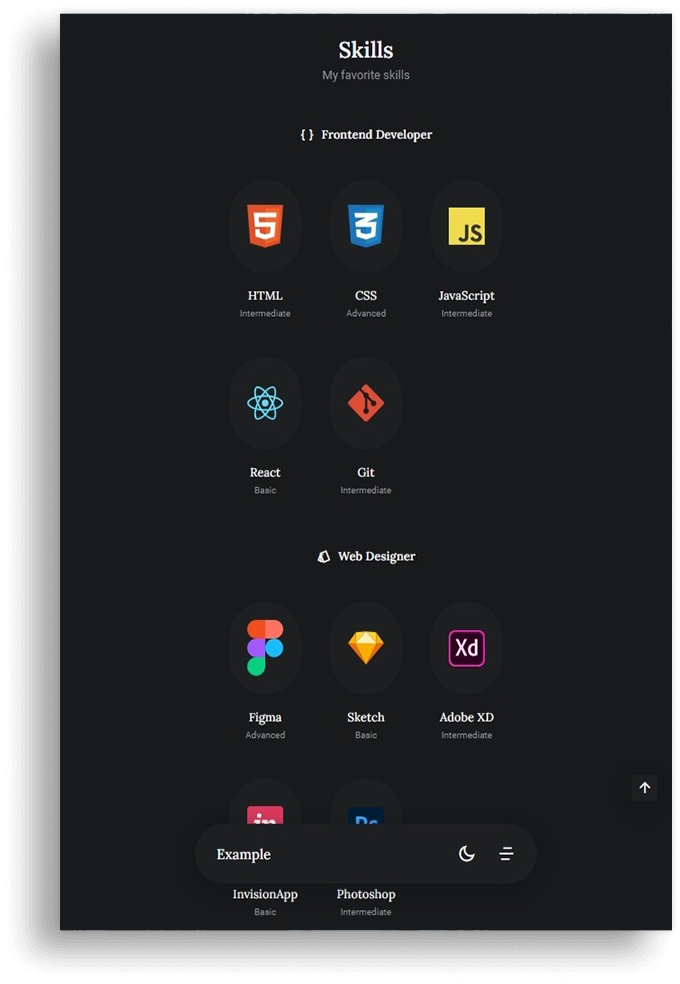 Skills
My favorite skills
{ } Frontend Developer
5 3 JS
HTML CSS JavaScript
Intermediate Advanced Intermediate
React Git
Basic Intermediate
Web Designer
Xd
Figma Sketch Adobe XD
Advanced Basic Intermediate
in Ps
Example
InvisionApp Photoshop
Basic Intermediate